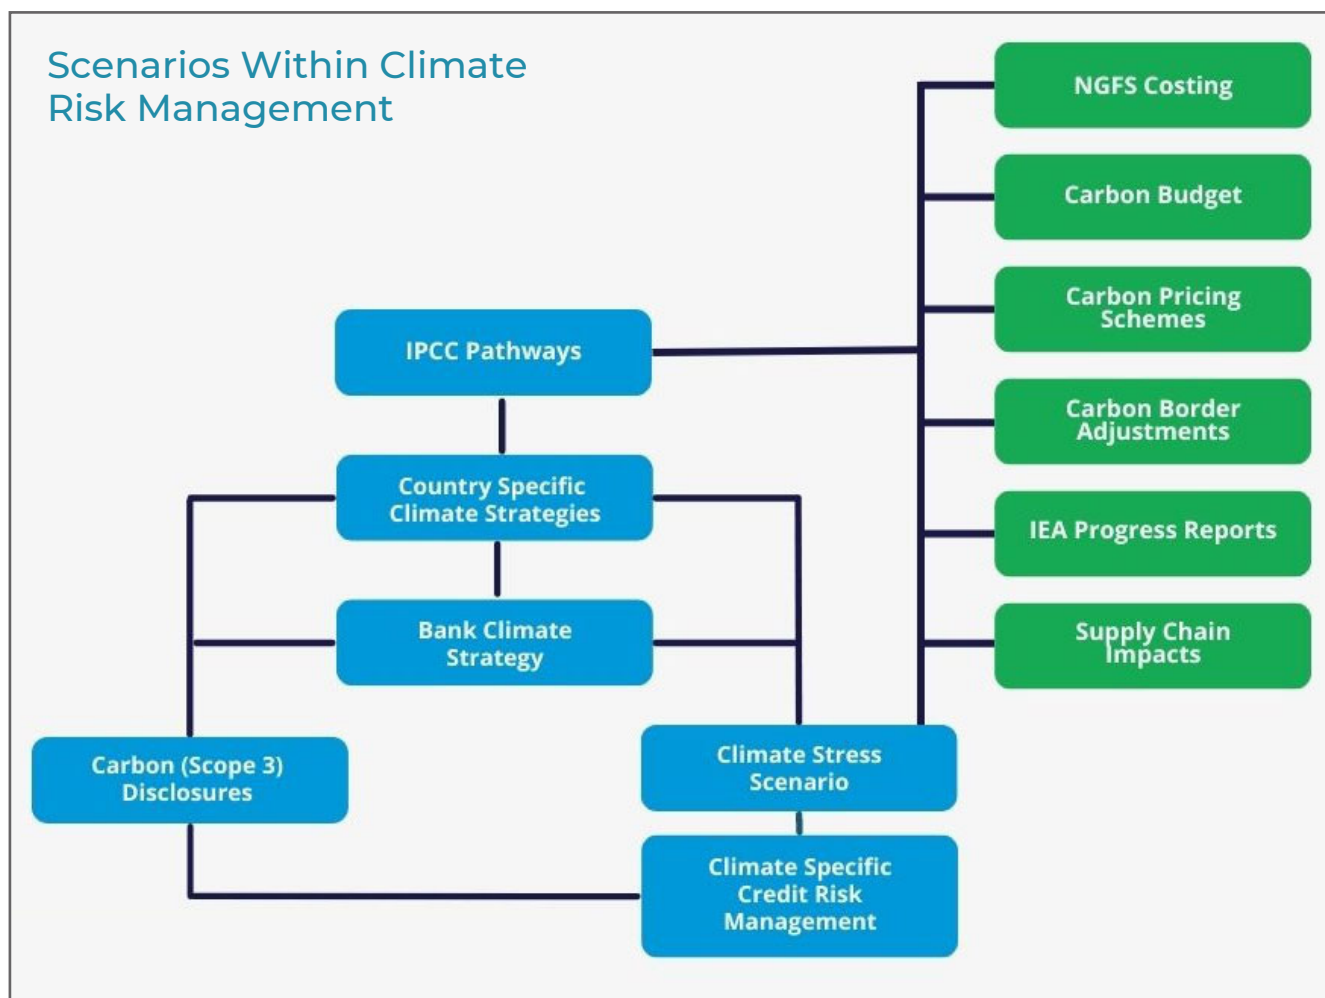 Scenarios Within Climate
Risk Management
NGFS Costing
Carbon Budget
Carbon Pricing
Schemes
IPCC Pathways
Carbon Border
Adjustments
Country Specific
Climate Strategies
IEA Progress Reports
Bank Climate
Strategy
Supply Chain
Impacts
Carbon (Scope 3)
Disclosures
Climate Stress
Scenario
Climate Specific
Credit Risk
Management